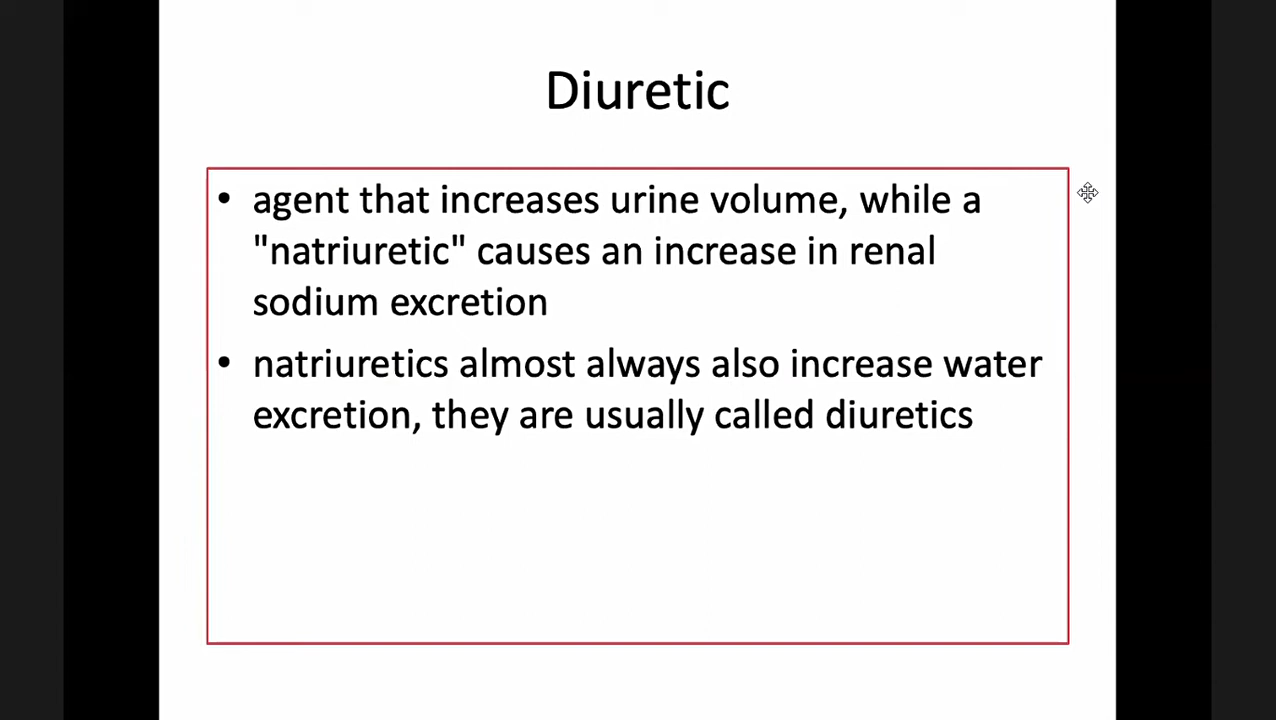 Diuretic
• agent that increases urine volume, while a
"natriuretic" causes an increase in renal
sodium excretion
• natriuretics almost always also increase water
excretion, they are usually called diuretics